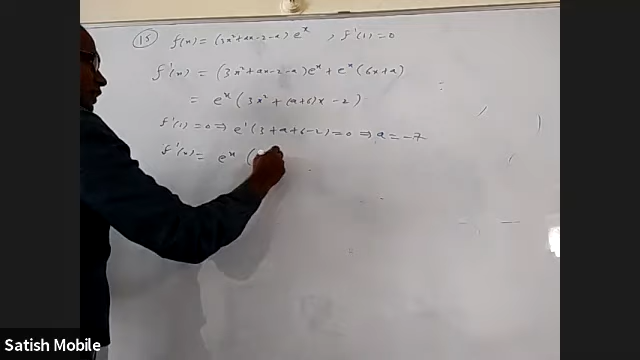 15 f(x) = (3x²+ax-2-a)eˣ , f'(1)=0
f'(x) = (3x²+ax-2-a)eˣ + eˣ(6x+a)
= eˣ(3x²+(a+6)x-2)
f'(1)=0 ⇒ e¹(3+a+6-2)=0 ⇒ a=-7
f'(x) = eˣ (
Satish Mobile